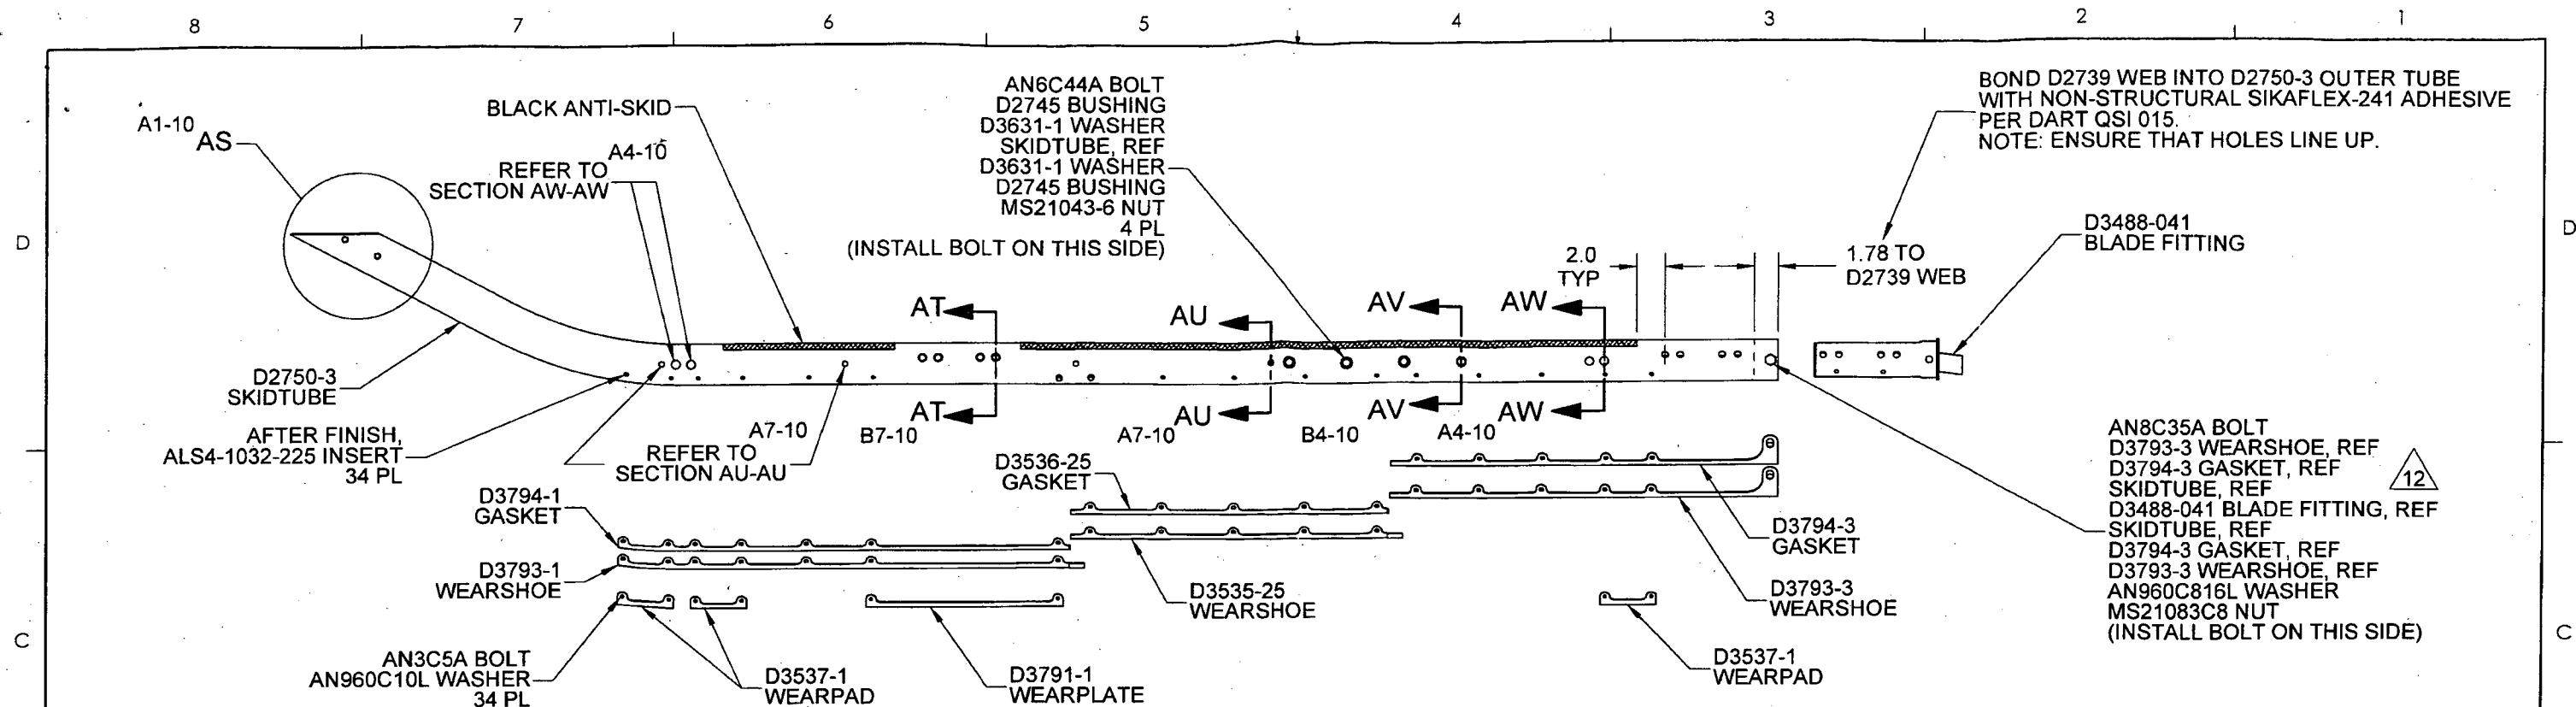 8 7 6 5 4 3 2 1
A1-10
AS
BLACK ANTI-SKID
A4-10
REFER TO
SECTION AW-AW
AN6C44A BOLT
D2745 BUSHING
D3631-1 WASHER
SKIDTUBE, REF
D3631-1 WASHER
D2745 BUSHING
MS21043-6 NUT
4 PL
(INSTALL BOLT ON THIS SIDE)
BOND D2739 WEB INTO D2750-3 OUTER TUBE
WITH NON-STRUCTURAL SIKAFLEX-241 ADHESIVE
PER DART QSI 015.
NOTE: ENSURE THAT HOLES LINE UP.
D
D
2.0
TYP
1.78 TO
D2739 WEB
D3488-041
BLADE FITTING
AT
AU
AV
AW
D2750-3
SKIDTUBE
AT
AU
AV
AW
AFTER FINISH,
ALS4-1032-225 INSERT
34 PL
A7-10
REFER TO
SECTION AU-AU
B7-10
A7-10
B4-10
A4-10
D3794-1
GASKET
D3793-1
WEARSHOE
D3536-25
GASKET
D3535-25
WEARSHOE
D3794-3
GASKET
D3793-3
WEARSHOE
AN8C35A BOLT
D3793-3 WEARSHOE, REF
D3794-3 GASKET, REF
SKIDTUBE, REF
D3488-041 BLADE FITTING, REF
SKIDTUBE, REF
D3794-3 GASKET, REF
D3793-3 WEARSHOE, REF
AN960C816L WASHER
MS21083C8 NUT
(INSTALL BOLT ON THIS SIDE)
12
C
C
AN3C5A BOLT
AN960C10L WASHER
34 PL
D3537-1
WEARPAD
D3791-1
WEARPLATE
D3537-1
WEARPAD